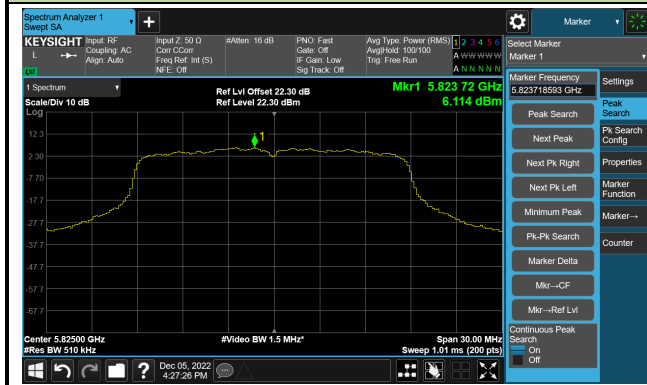 Spectrum Analyzer 1
Swept SA
Marker
KEYSIGHT
Input: RF
Coupling: AC
Align: Auto
Input Z: 50 Ω
Corr CCorr
Freq Ref: Int (S)
NFE: Off
#Atten: 16 dB
PNO: Fast
Gate: Off
IF Gain: Low
Sig Track: Off
Avg Type: Power (RMS)
Avg|Hold: 100/100
Trig: Free Run
1 2 3 4 5 6
A W W W W W
A N N N N N
L
Select Marker
Marker 1
1 Spectrum
Scale/Div 10 dB
Log
Ref Lvl Offset 22.30 dB
Ref Level 22.30 dBm
Mkr1 5.823 72 GHz
6.114 dBm
Marker Frequency
5.823718593 GHz
Settings
Peak Search
Peak
Search
Next Peak
Pk Search
Config
Next Pk Right
Properties
Next Pk Left
Marker
Function
Minimum Peak
Marker→
Pk-Pk Search
Counter
Marker Delta
Mkr→CF
Mkr→Ref Lvl
Continuous Peak
Search
On
Off
12.3
2.30
-7.70
-17.7
-27.7
-37.7
-47.7
-57.7
-67.7
1
Center 5.82500 GHz
#Res BW 510 kHz
#Video BW 1.5 MHz*
Span 30.00 MHz
Sweep 1.01 ms (200 pts)
?
Dec 05, 2022
4:27:26 PM